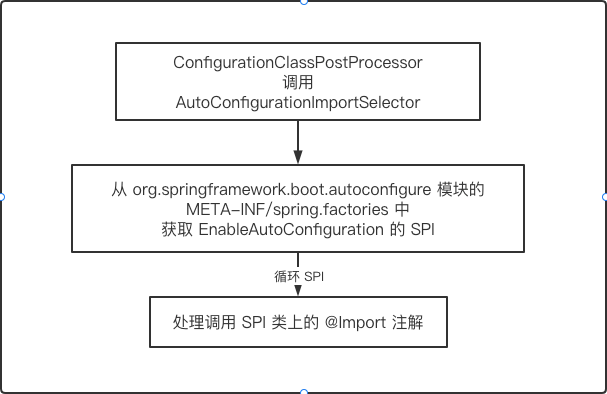 ConfigurationClassPostProcessor
调用
AutoConfigurationImportSelector
从 org.springframework.boot.autoconfigure 模块的
META-INF/spring.factories 中
获取 EnableAutoConfiguration 的 SPI
循环 SPI
处理调用 SPI 类上的 @Import 注解